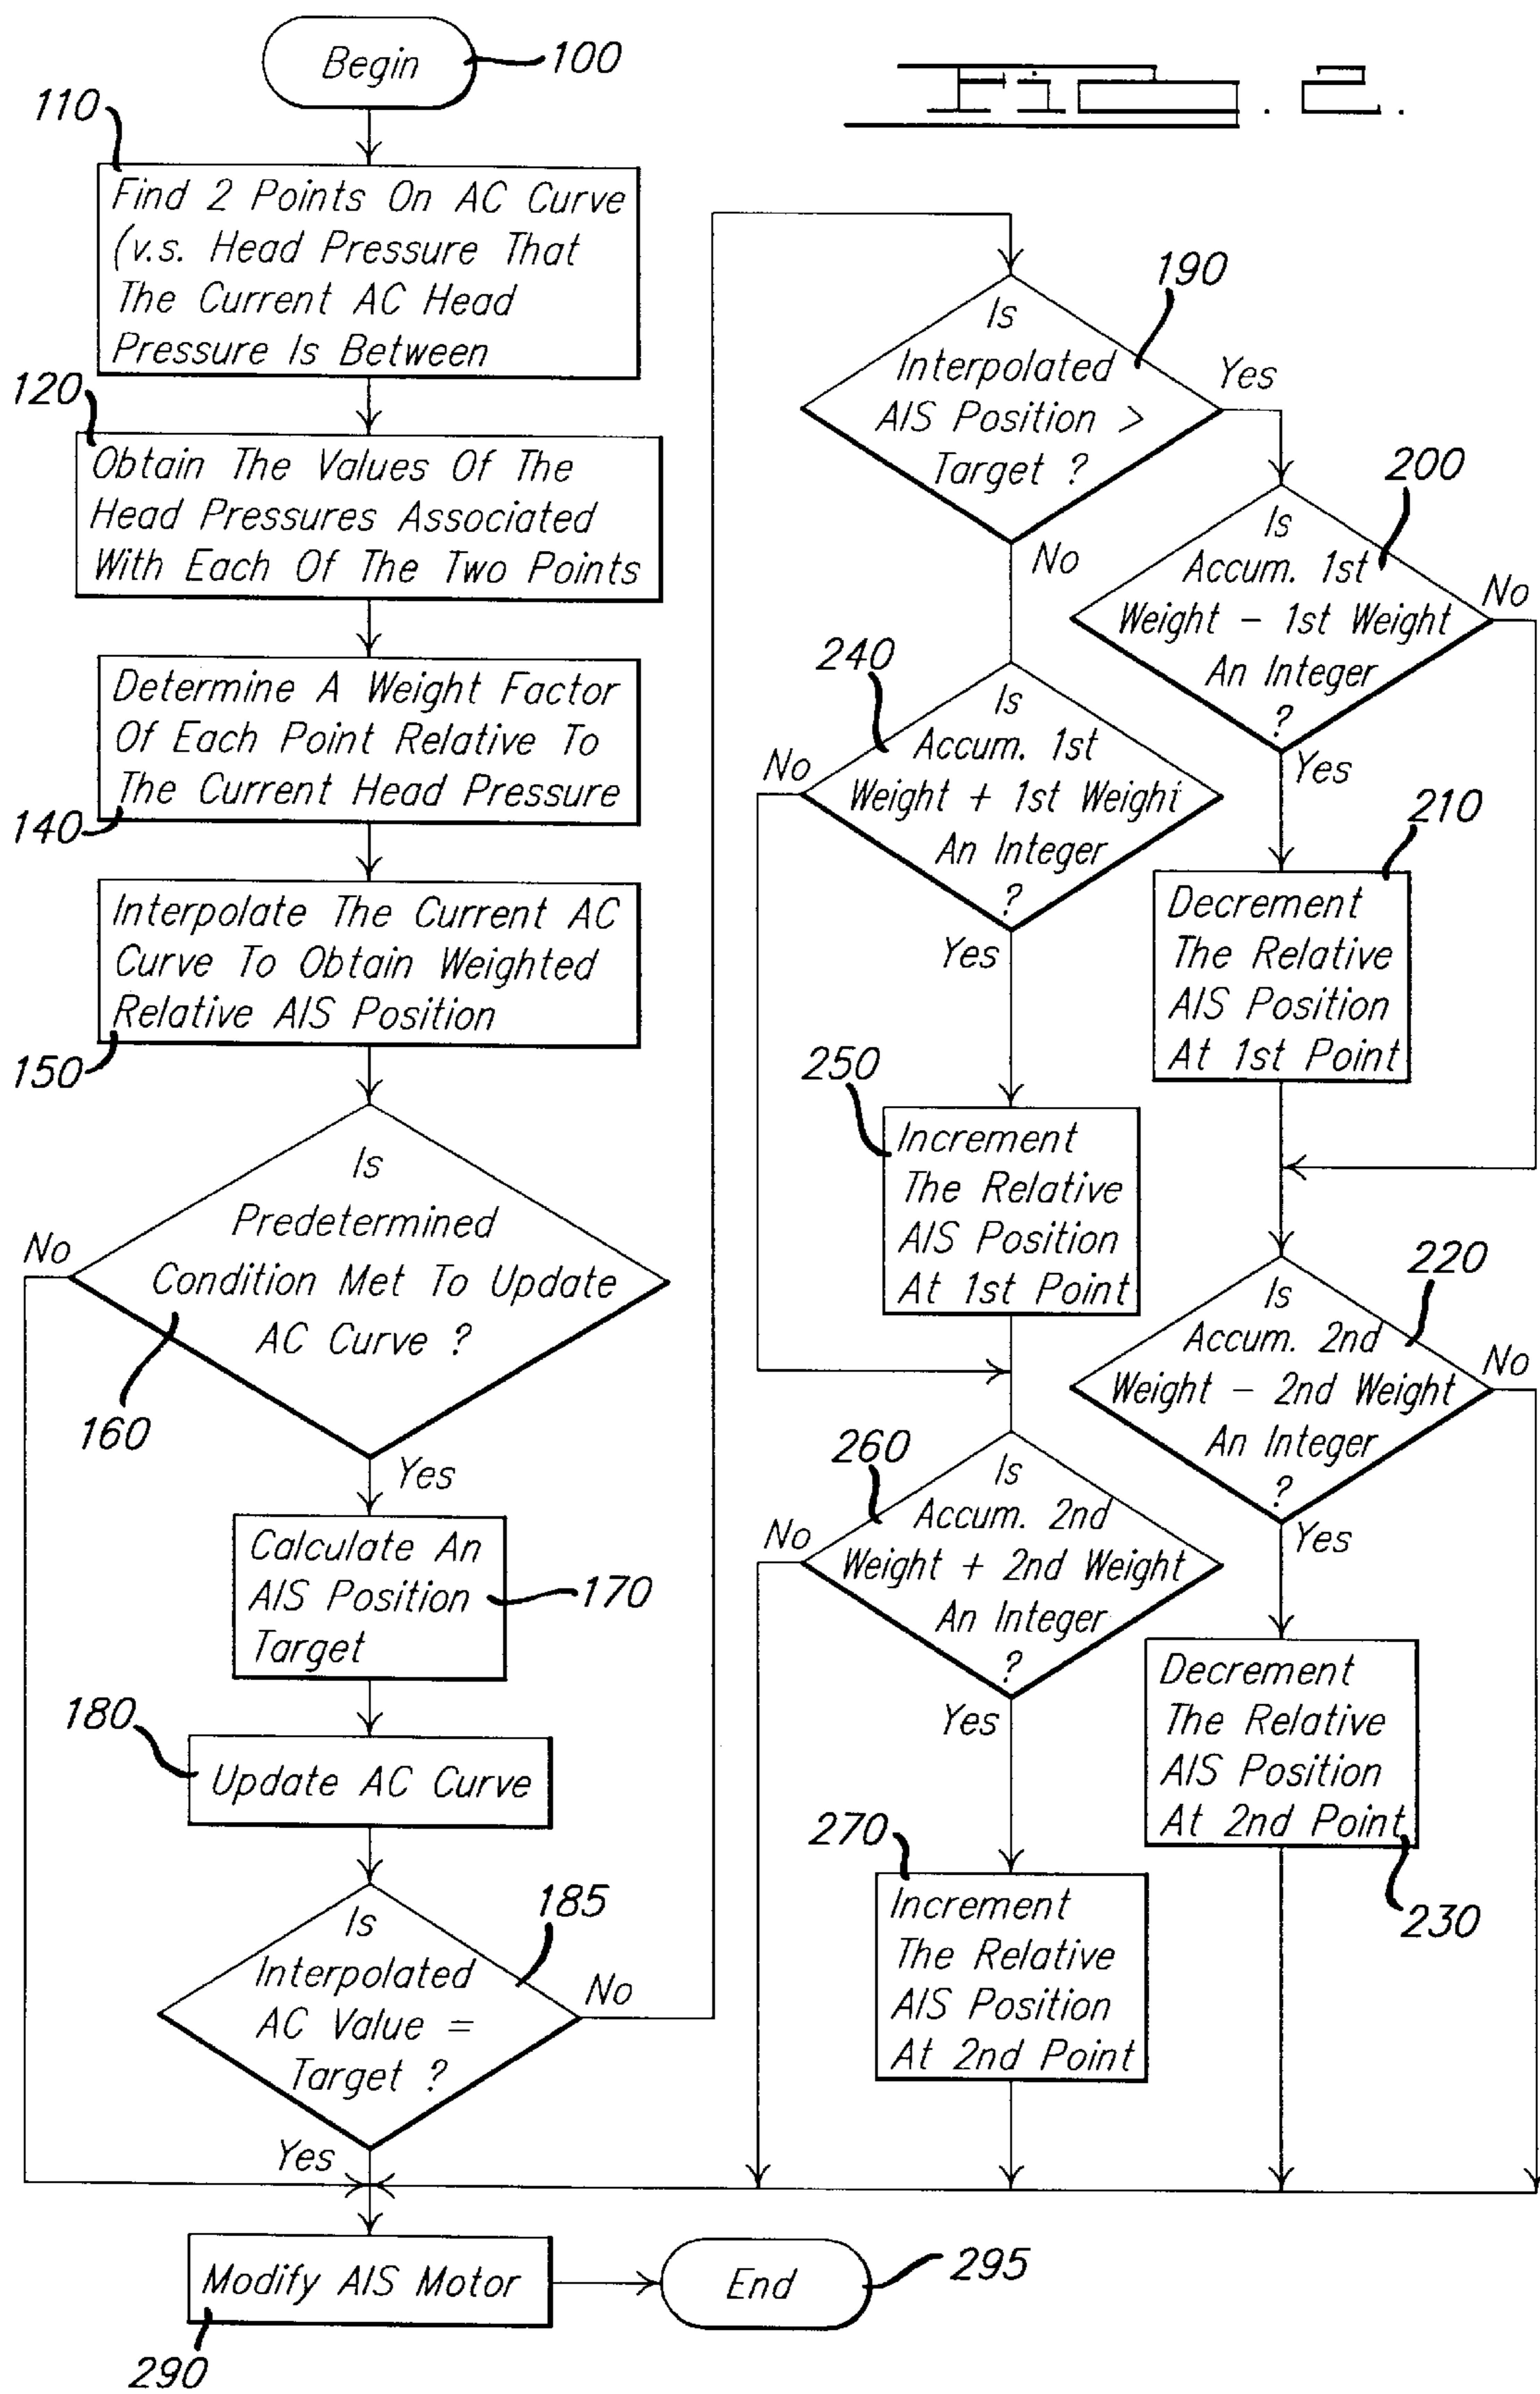 Fig. 2.
Begin
100
110
Find 2 Points On AC Curve
(v.s. Head Pressure That
The Current AC Head
Pressure Is Between
120
Obtain The Values Of The
Head Pressures Associated
With Each Of The Two Points
Determine A Weight Factor
Of Each Point Relative To
The Current Head Pressure
140
Interpolate The Current AC
Curve To Obtain Weighted
Relative AIS Position
150
Is
Predetermined
Condition Met To Update
AC Curve ?
No
160
Yes
Calculate An
AIS Position
Target
170
180
Update AC Curve
185
Is
Interpolated
AC Value =
Target ?
No
Yes
Modify AIS Motor
290
End
295
190
Is
Interpolated
AIS Position >
Target ?
Yes
No
200
Is
Accum. 1st
Weight - 1st Weight
An Integer
?
No
Yes
210
Decrement
The Relative
AIS Position
At 1st Point
220
Is
Accum. 2nd
Weight - 2nd Weight
An Integer
?
No
Yes
Decrement
The Relative
AIS Position
At 2nd Point
230
240
Is
Accum. 1st
Weight + 1st Weight
An Integer
?
No
Yes
250
Increment
The Relative
AIS Position
At 1st Point
260
Is
Accum. 2nd
Weight + 2nd Weight
An Integer
?
No
Yes
270
Increment
The Relative
AIS Position
At 2nd Point